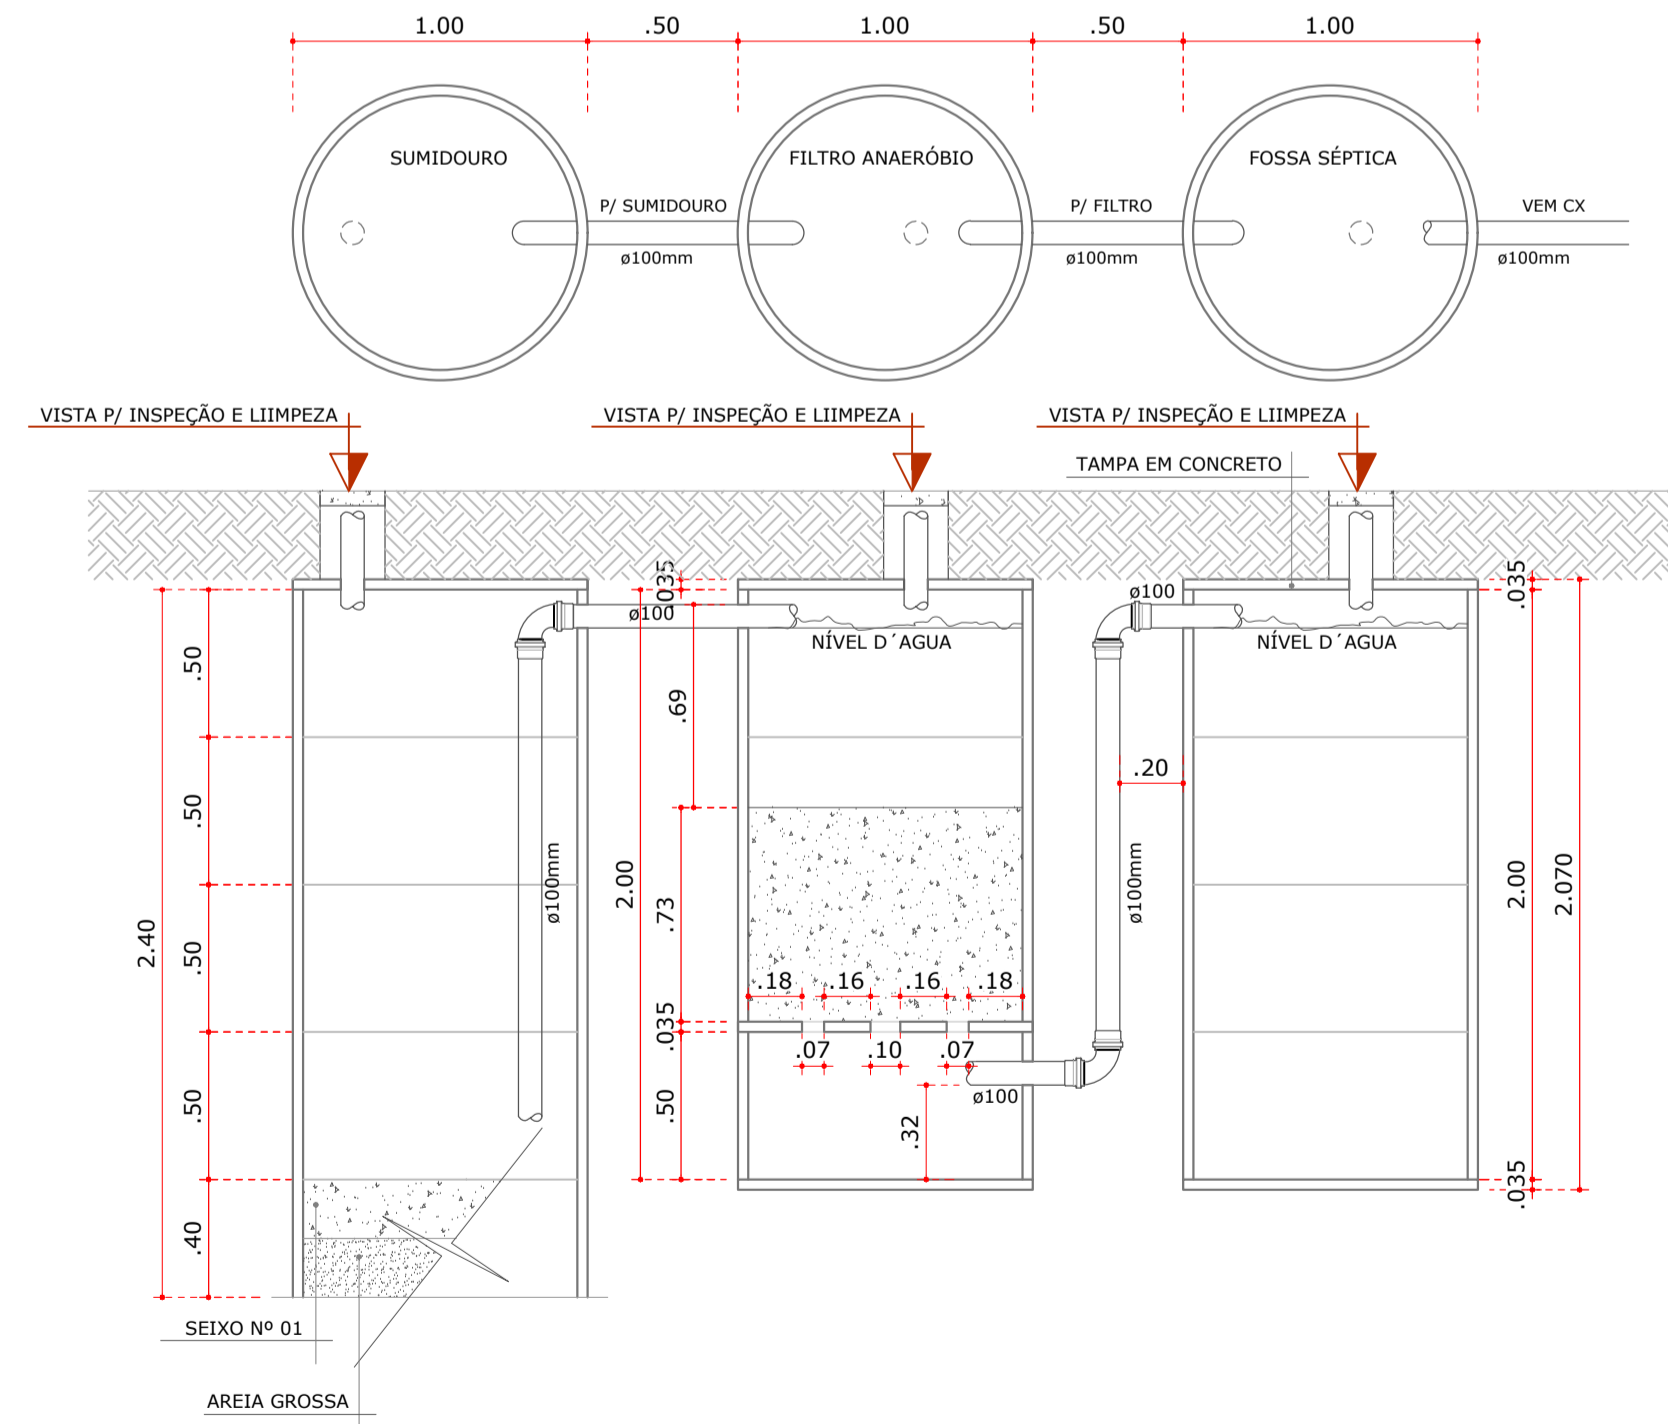 1.00
.50
1.00
.50
1.00
SUMIDOURO
FILTRO ANAERÓBIO
FOSSA SÉPTICA
P/ SUMIDOURO
P/ FILTRO
VEM CX
ø100mm
ø100mm
ø100mm
VISTA P/ INSPEÇÃO E LIIMPEZA
VISTA P/ INSPEÇÃO E LIIMPEZA
VISTA P/ INSPEÇÃO E LIIMPEZA
TAMPA EM CONCRETO
.035
.035
ø100
ø100
NÍVEL D´AGUA
NÍVEL D´AGUA
.50
.69
.20
.50
ø100mm
2.00
.73
ø100mm
2.00
2.070
2.40
.50
.18
.16
.16
.18
.035
.07
.10
.07
.50
.50
ø100
.32
.035
.40
SEIXO Nº 01
AREIA GROSSA